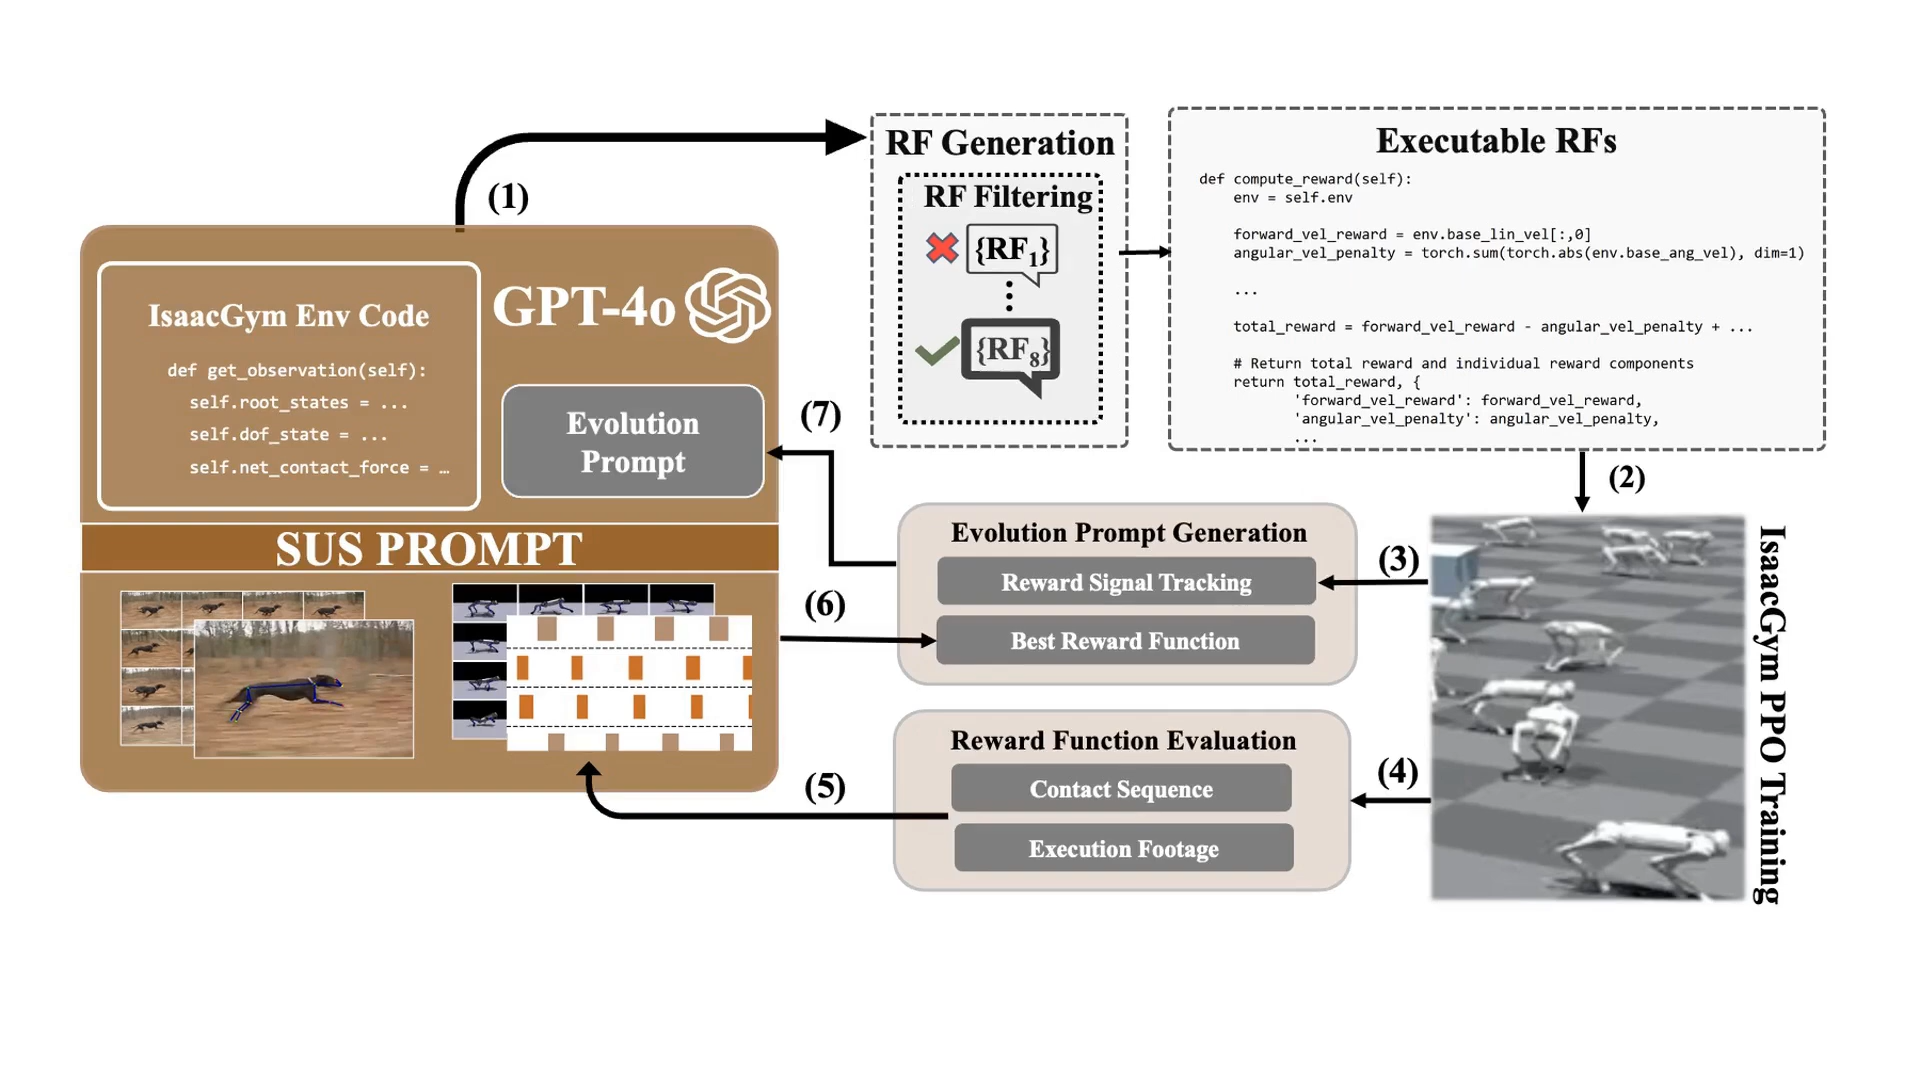 (1)
RF Generation
RF Filtering
{RF1}
{RF8}
Executable RFs
def compute_reward(self):
env = self.env
forward_vel_reward = env.base_lin_vel[:,0]
angular_vel_penalty = torch.sum(torch.abs(env.base_ang_vel), dim=1)
...
total_reward = forward_vel_reward - angular_vel_penalty + ...
# Return total reward and individual reward components
return total_reward, {
'forward_vel_reward': forward_vel_reward,
'angular_vel_penalty': angular_vel_penalty,
...
IsaacGym Env Code
def get_observation(self):
self.root_states = ...
self.dof_state = ...
self.net_contact_force = …
GPT-4o
Evolution
Prompt
(7)
(2)
SUS PROMPT
Evolution Prompt Generation
Reward Signal Tracking
Best Reward Function
(3)
(6)
IsaacGym PPO Training
Reward Function Evaluation
Contact Sequence
Execution Footage
(4)
(5)